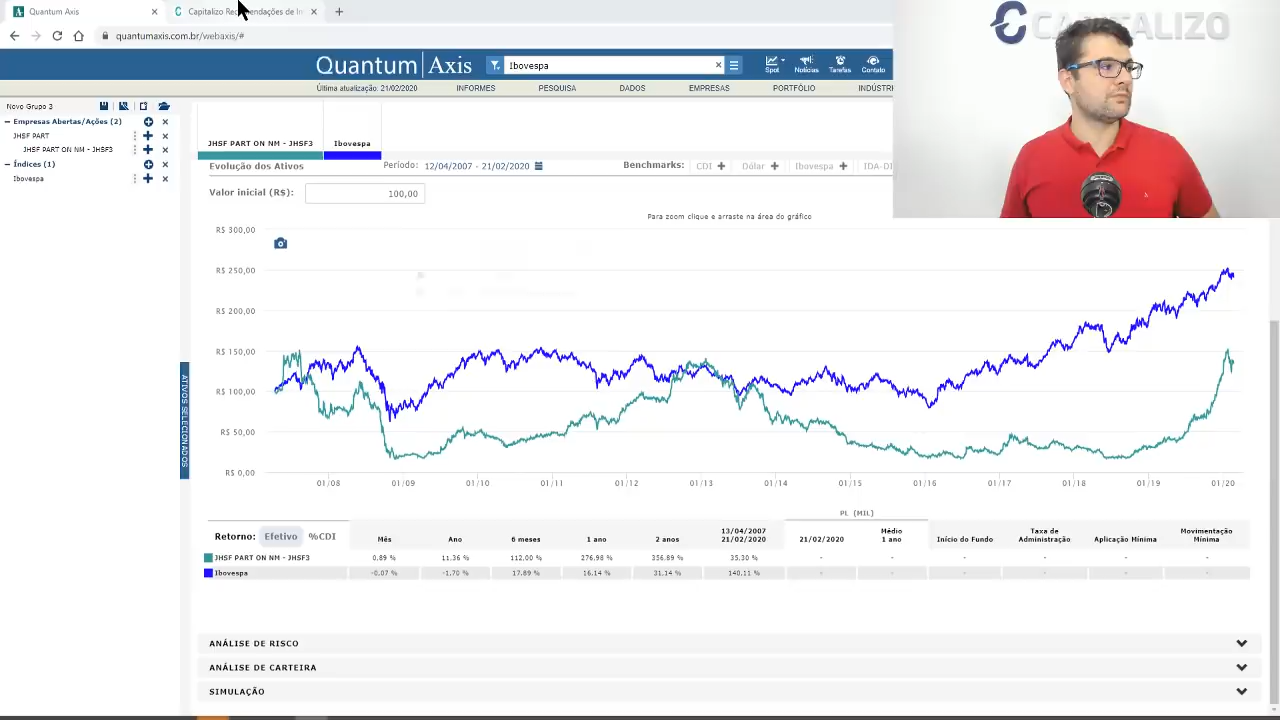 Quantum Axis
Capitalizo Recomendações de In
CAPITALIZO
quantumaxis.com.br/webaxis/#
Quantum Axis
Ibovespa
Spot
Notícias
Tarefas
Contato
Última atualização: 21/02/2020
INFORMES
PESQUISA
DADOS
EMPRESAS
PORTFÓLIO
INDÚSTRI
Novo Grupo 3
Empresas Abertas/Ações (2)
JHSF PART
JHSF PART ON NM - JHSF3
Índices (1)
Ibovespa
JHSF PART ON NM - JHSF3
Ibovespa
Evolução dos Ativos
Período: 12/04/2007 - 21/02/2020
Benchmarks: CDI Dólar Ibovespa IDA-DI
Valor inicial (R$): 100,00
Para zoom clique e arraste na área do gráfico
R$ 300,00
R$ 250,00
R$ 200,00
R$ 150,00
R$ 100,00
R$ 50,00
R$ 0,00
01/08 01/09 01/10 01/11 01/12 01/13 01/14 01/15 01/16 01/17 01/18 01/19 01/20
ATIVOS SELECIONADOS
PL (MIL)
Retorno: Efetivo %CDI Mês Ano 6 meses 1 ano 2 anos 13/04/2007 21/02/2020 21/02/2020 Médio 1 ano Início do Fundo Taxa de Administração Aplicação Mínima Movimentação Mínima
JHSF PART ON NM - JHSF3 0.89 % 11.36 % 112.00 % 276.98 % 356.89 % 35.30 % - - - - - -
Ibovespa -0.07 % -1.70 % 17.89 % 16.14 % 31.14 % 140.11 % - - - - - -
ANÁLISE DE RISCO
ANÁLISE DE CARTEIRA
SIMULAÇÃO